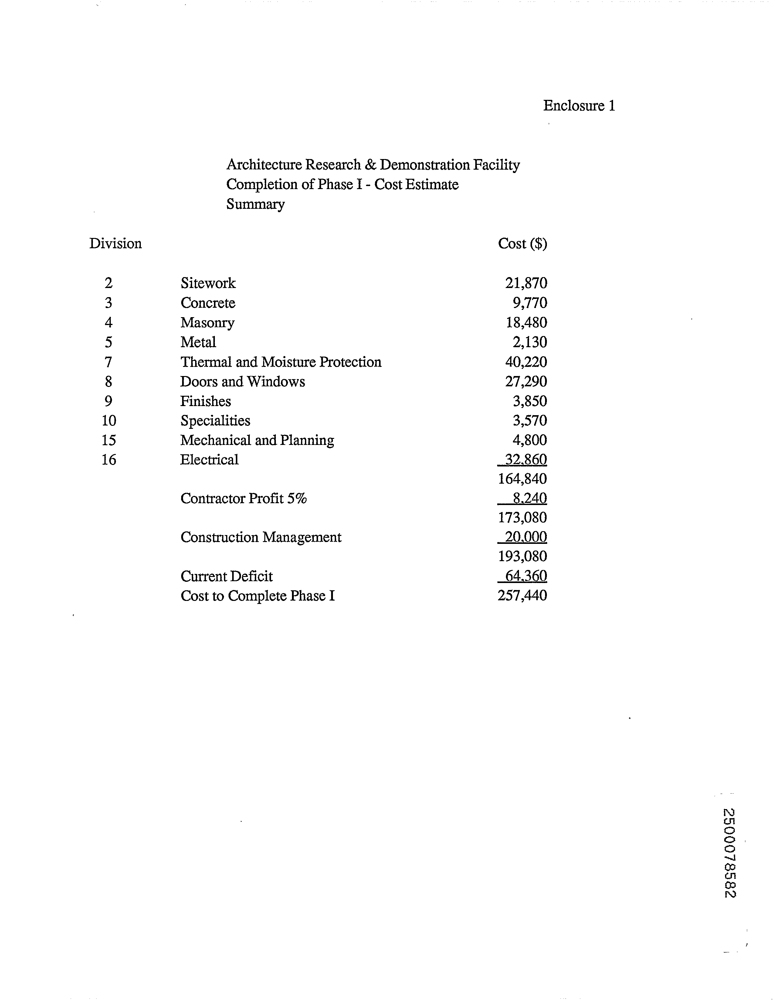 Enclosure 1
Architecture Research & Demonstration Facility
Completion of Phase I - Cost Estimate
Summary
Division Cost ($)
2 Sitework 21,870
3 Concrete 9,770
4 Masonry 18,480
5 Metal 2,130
7 Thermal and Moisture Protection 40,220
8 Doors and Windows 27,290
9 Finishes 3,850
10 Specialities 3,570
15 Mechanical and Planning 4,800
16 Electrical 32,860
164,840
Contractor Profit 5% 8,240
173,080
Construction Management 20,000
193,080
Current Deficit 64,360
Cost to Complete Phase I 257,440
2500078582